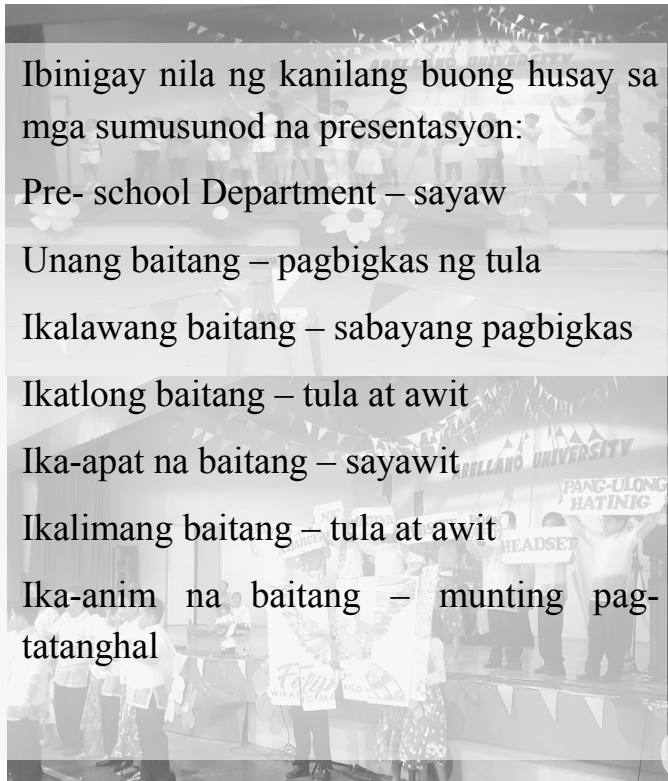 ARELLANO UNIVERSITY
Ibinigay nila ng kanilang buong husay sa
mga sumusunod na presentasyon:
Pre- school Department – sayaw
Unang baitang – pagbigkas ng tula
Ikalawang baitang – sabayang pagbigkas
Ikatlong baitang – tula at awit
Ika-apat na baitang – sayawit
ARELLANO UNIVERSITY
PANG-ULONG
HATINIG
Ikalimang baitang – tula at awit
HEADSET
Ika-anim na baitang – munting pag-
tatanghal